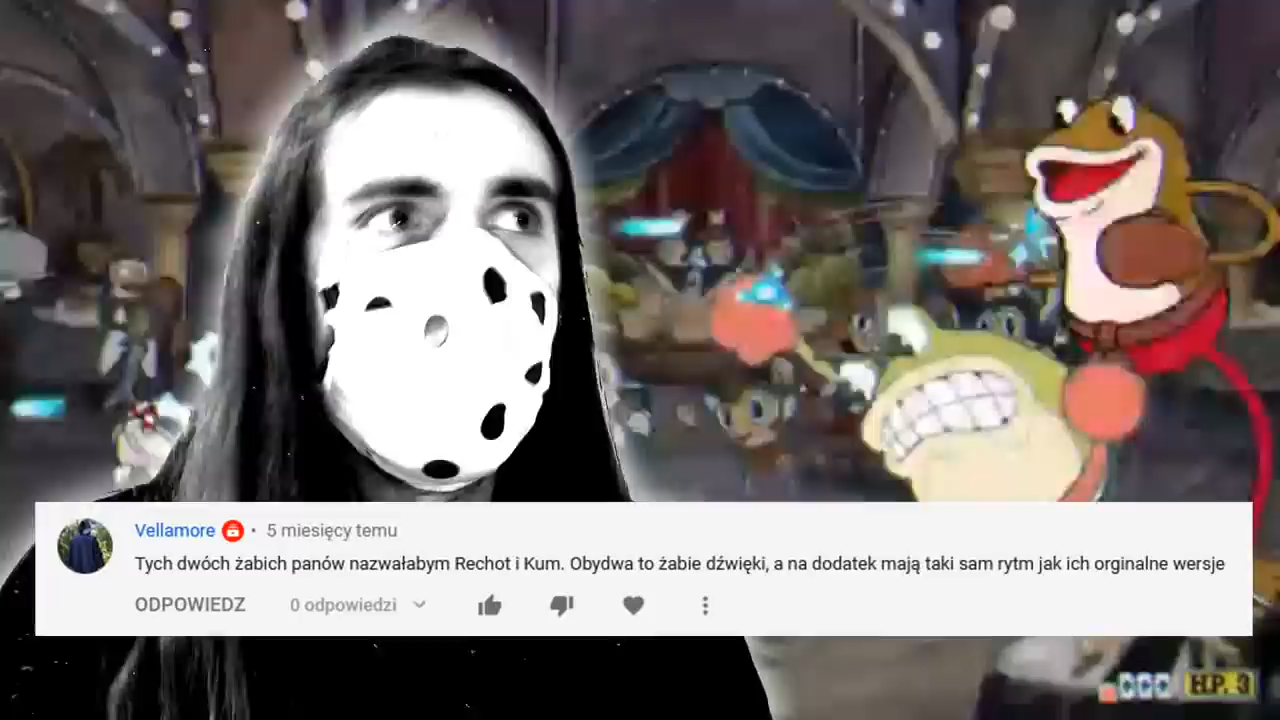 Vellamore • 5 miesięcy temu
Tych dwóch żabich panów nazwałabym Rechot i Kum. Obydwa to żabie dźwięki, a na dodatek mają taki sam rytm jak ich orginalne wersje
ODPOWIEDZ 0 odpowiedzi
HP. 3